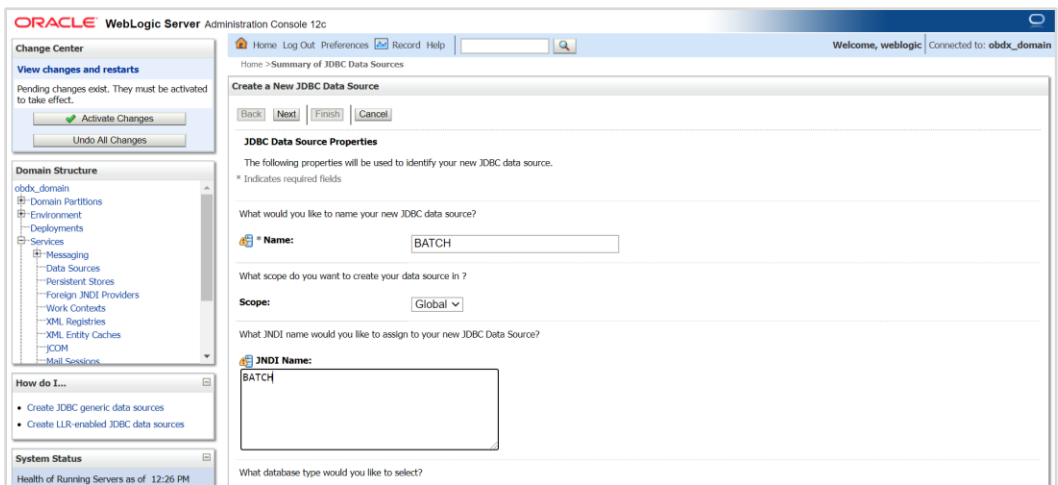 ORACLE WebLogic Server Administration Console 12c
Change Center
View changes and restarts
Pending changes exist. They must be activated
to take effect.
Activate Changes
Undo All Changes
Domain Structure
obdx_domain
Domain Partitions
Environment
Deployments
Services
Messaging
Data Sources
Persistent Stores
Foreign JNDI Providers
Work Contexts
XML Registries
XML Entity Caches
jCOM
Mail Sessions
How do I...
Create JDBC generic data sources
Create LLR-enabled JDBC data sources
System Status
Health of Running Servers as of 12:26 PM
Home Log Out Preferences Record Help
Welcome, weblogic Connected to: obdx_domain
Home >Summary of JDBC Data Sources
Create a New JDBC Data Source
Back Next Finish Cancel
JDBC Data Source Properties
The following properties will be used to identify your new JDBC data source.
* Indicates required fields
What would you like to name your new JDBC data source?
* Name: BATCH
What scope do you want to create your data source in ?
Scope: Global
What JNDI name would you like to assign to your new JDBC Data Source?
JNDI Name:
BATCH
What database type would you like to select?